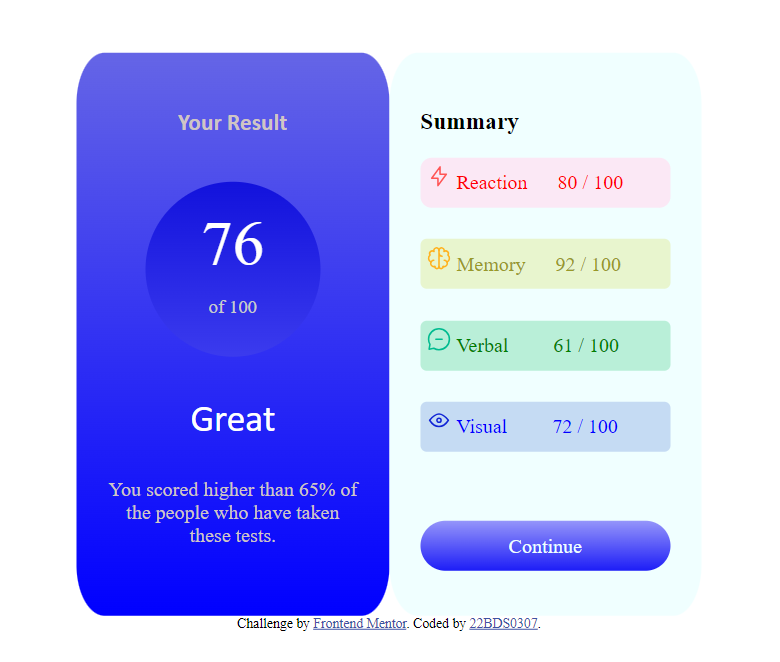 Your Result
76
of 100
Great
You scored higher than 65% of
the people who have taken
these tests.
Summary
Reaction 80 / 100
Memory 92 / 100
Verbal 61 / 100
Visual 72 / 100
Continue
Challenge by Frontend Mentor. Coded by 22BDS0307.